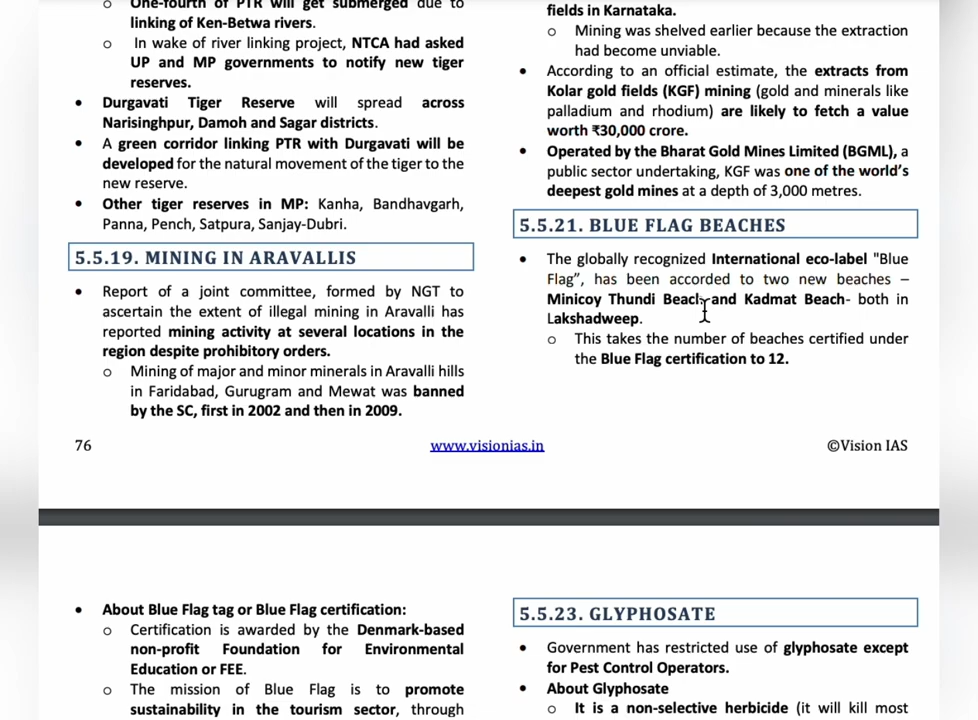 o One-fourth of PTR will get submerged due to
linking of Ken-Betwa rivers.
o In wake of river linking project, NTCA had asked
UP and MP governments to notify new tiger
reserves.
• Durgavati Tiger Reserve will spread across
Narisinghpur, Damoh and Sagar districts.
• A green corridor linking PTR with Durgavati will be
developed for the natural movement of the tiger to the
new reserve.
• Other tiger reserves in MP: Kanha, Bandhavgarh,
Panna, Pench, Satpura, Sanjay-Dubri.
5.5.19. MINING IN ARAVALLIS
• Report of a joint committee, formed by NGT to
ascertain the extent of illegal mining in Aravalli has
reported mining activity at several locations in the
region despite prohibitory orders.
o Mining of major and minor minerals in Aravalli hills
in Faridabad, Gurugram and Mewat was banned
by the SC, first in 2002 and then in 2009.
fields in Karnataka.
o Mining was shelved earlier because the extraction
had become unviable.
• According to an official estimate, the extracts from
Kolar gold fields (KGF) mining (gold and minerals like
palladium and rhodium) are likely to fetch a value
worth ₹30,000 crore.
• Operated by the Bharat Gold Mines Limited (BGML), a
public sector undertaking, KGF was one of the world's
deepest gold mines at a depth of 3,000 metres.
5.5.21. BLUE FLAG BEACHES
• The globally recognized International eco-label "Blue
Flag", has been accorded to two new beaches –
Minicoy Thundi Beach and Kadmat Beach- both in
Lakshadweep.
o This takes the number of beaches certified under
the Blue Flag certification to 12.
76 www.visionias.in ©Vision IAS
• About Blue Flag tag or Blue Flag certification:
o Certification is awarded by the Denmark-based
non-profit Foundation for Environmental
Education or FEE.
o The mission of Blue Flag is to promote
sustainability in the tourism sector, through
5.5.23. GLYPHOSATE
• Government has restricted use of glyphosate except
for Pest Control Operators.
• About Glyphosate
o It is a non-selective herbicide (it will kill most